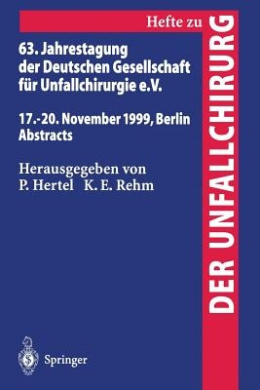 Hefte zu
DER UNFALLCHIRURG
63. Jahrestagung
der Deutschen Gesellschaft
für Unfallchirurgie e.V.
17.-20. November 1999, Berlin
Abstracts
Herausgegeben von
P. Hertel K. E. Rehm
Springer